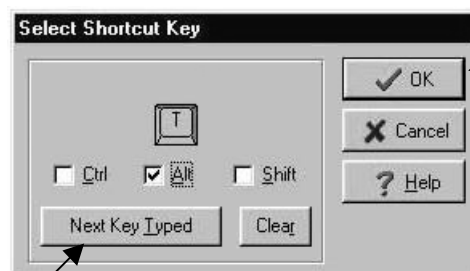 Select Shortcut Key
OK
T
Cancel
Ctrl Alt Shift
Help
Next Key Typed Clear